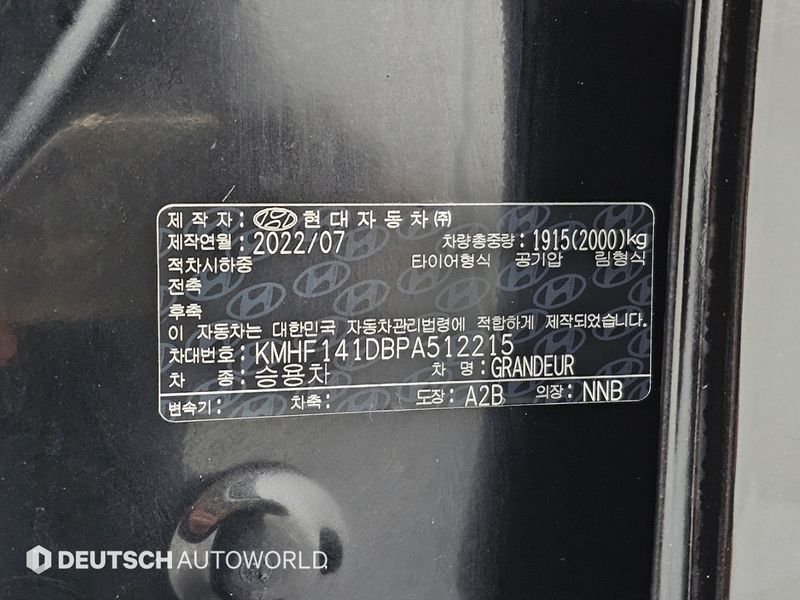 제 작 자: 현대자동차㈜
제작연월: 2022/07 차량총중량: 1915(2000)kg
적차시하중 타이어형식 공기압 림형식
전축
후축
이 자동차는 대한민국 자동차관리법령에 적합하게 제작되었습니다.
차대번호: KMHF141DBPA512215
차 종: 승용차 차 명: GRANDEUR
변속기: 차축: 도장: A2B 의장: NNB
DEUTSCH AUTOWORLD